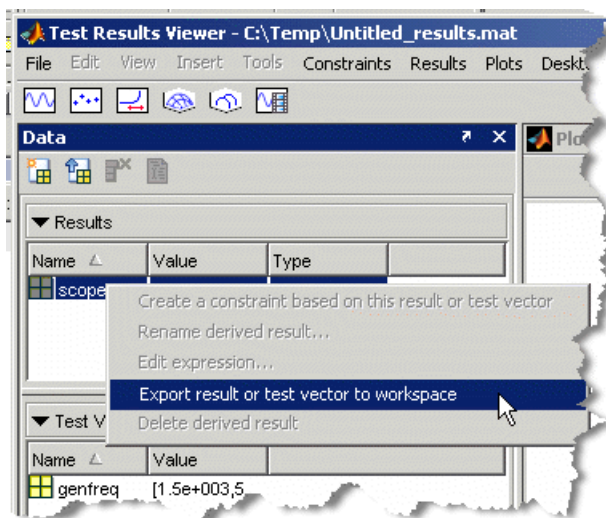 Test Results Viewer - C:\Temp\Untitled_results.mat
File Edit View Insert Tools Constraints Results Plots
Data
Results
Name Value Type
scope
Create a constraint based on this result or test vector
Rename derived result...
Edit expression...
Export result or test vector to workspace
Delete derived result
Name Value
genfreq [1.5e+003,5